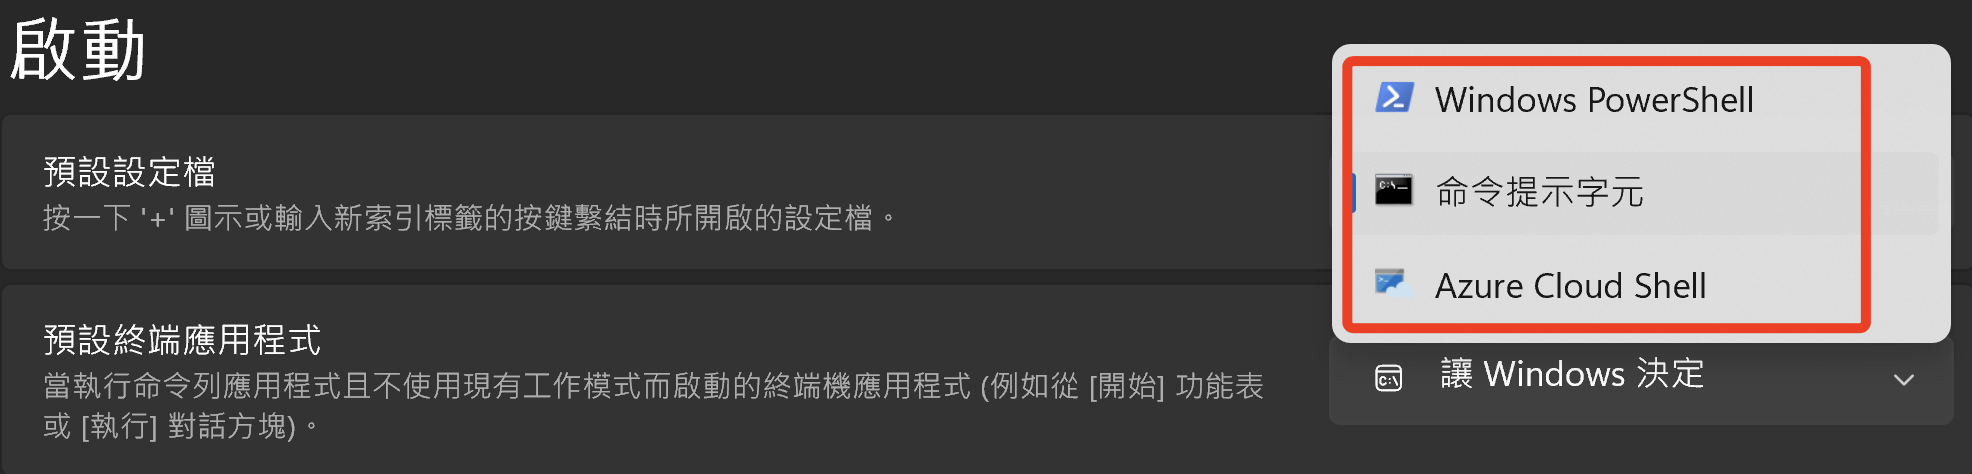 啟動
預設設定檔
按一下 '+' 圖示或輸入新索引標籤的按鍵繫結時所開啟的設定檔。
Windows PowerShell
命令提示字元
Azure Cloud Shell
預設終端應用程式
當執行命令列應用程式且不使用現有工作模式而啟動的終端機應用程式 (例如從 [開始] 功能表
或 [執行] 對話方塊)。
讓 Windows 決定